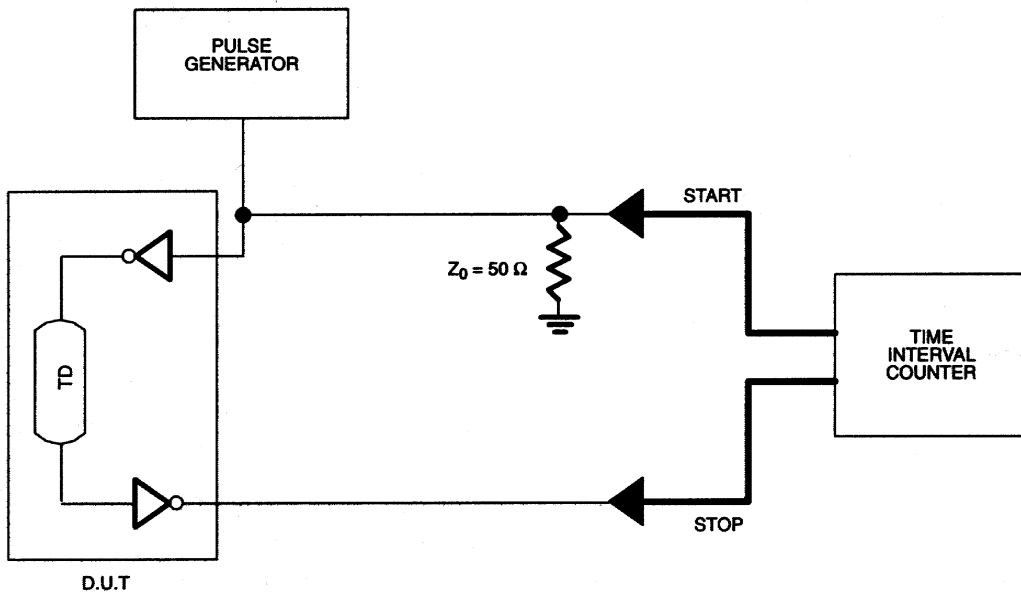 PULSE
GENERATOR
START
Z0 = 50 Ω
TD
TIME
INTERVAL
COUNTER
STOP
D.U.T